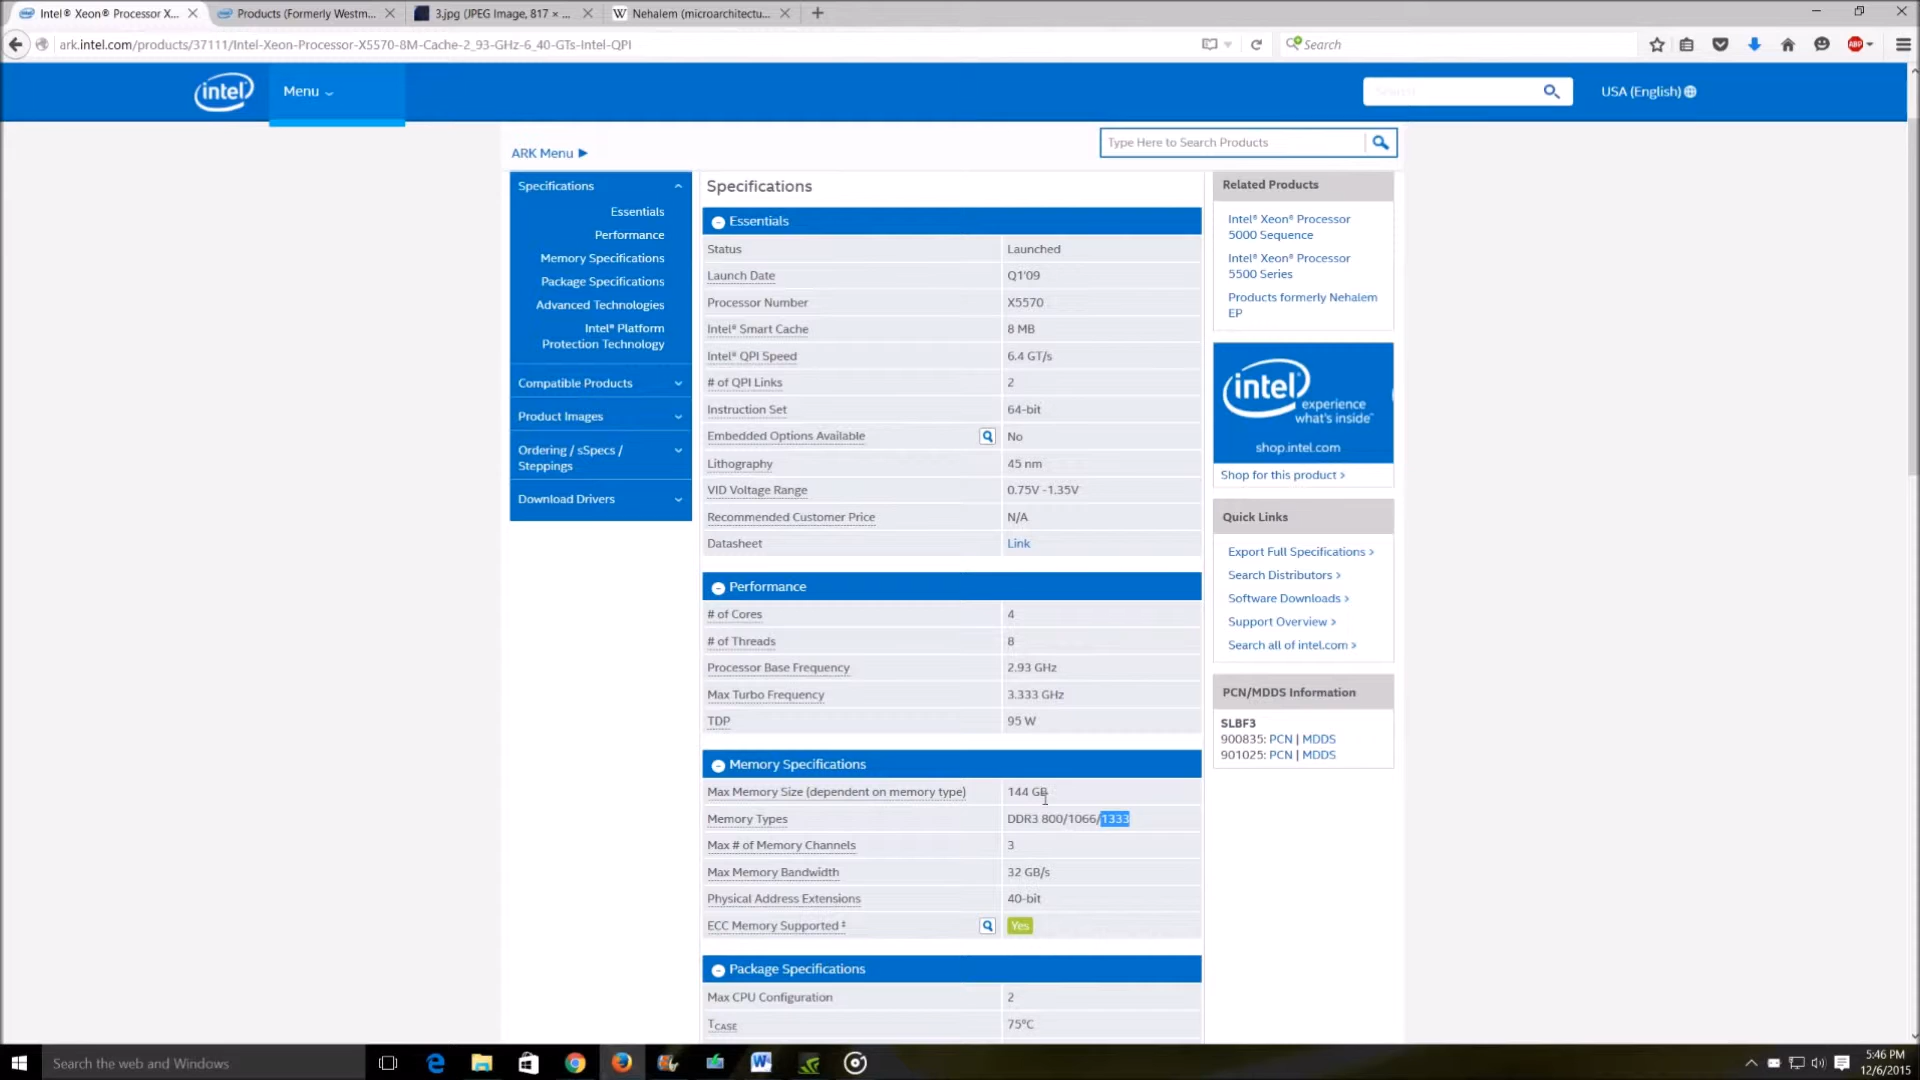 Intel® Xeon® Processor X...
Products (Formerly Westm...
3.jpg (JPEG Image, 817 × ...
W Nehalem (microarchitectu...
ark.intel.com/products/37111/Intel-Xeon-Processor-X5570-8M-Cache-2_93-GHz-6_40-GTs-Intel-QPI
Search
ABP
intel
Menu
USA (English)
ARK Menu ▶
Type Here to Search Products
Specifications
Essentials
Performance
Memory Specifications
Package Specifications
Advanced Technologies
Intel® Platform
Protection Technology
Compatible Products
Product Images
Ordering / sSpecs /
Steppings
Download Drivers
Specifications
Essentials
Status Launched
Launch Date Q1'09
Processor Number X5570
Intel® Smart Cache 8 MB
Intel® QPI Speed 6.4 GT/s
# of QPI Links 2
Instruction Set 64-bit
Embedded Options Available No
Lithography 45 nm
VID Voltage Range 0.75V -1.35V
Recommended Customer Price N/A
Datasheet Link
Performance
# of Cores 4
# of Threads 8
Processor Base Frequency 2.93 GHz
Max Turbo Frequency 3.333 GHz
TDP 95 W
Memory Specifications
Max Memory Size (dependent on memory type) 144 GB
Memory Types DDR3 800/1066/1333
Max # of Memory Channels 3
Max Memory Bandwidth 32 GB/s
Physical Address Extensions 40-bit
ECC Memory Supported ‡ Yes
Package Specifications
Max CPU Configuration 2
TCASE 75°C
Related Products
Intel® Xeon® Processor
5000 Sequence
Intel® Xeon® Processor
5500 Series
Products formerly Nehalem
EP
intel
experience
what's inside™
shop.intel.com
Shop for this product >
Quick Links
Export Full Specifications >
Search Distributors >
Software Downloads >
Support Overview >
Search all of intel.com >
PCN/MDDS Information
SLBF3
900835: PCN | MDDS
901025: PCN | MDDS
Search the web and Windows
5:46 PM
12/6/2015